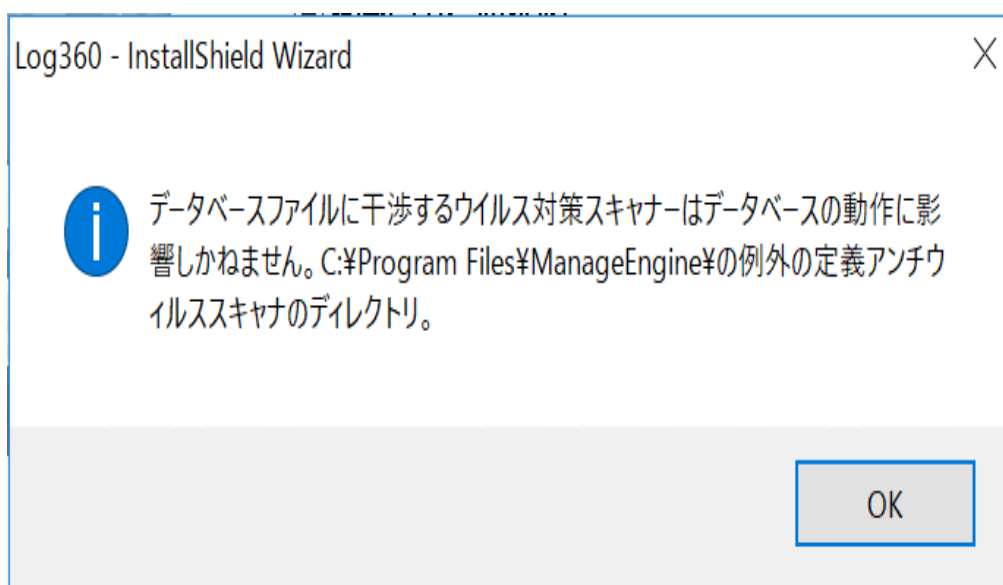 Log360 - InstallShield Wizard
データベースファイルに干渉するウイルス対策スキャナーはデータベースの動作に影
響しかねません。C:¥Program Files¥ManageEngine¥の例外の定義アンチウ
ィルススキャナのディレクトリ。
OK